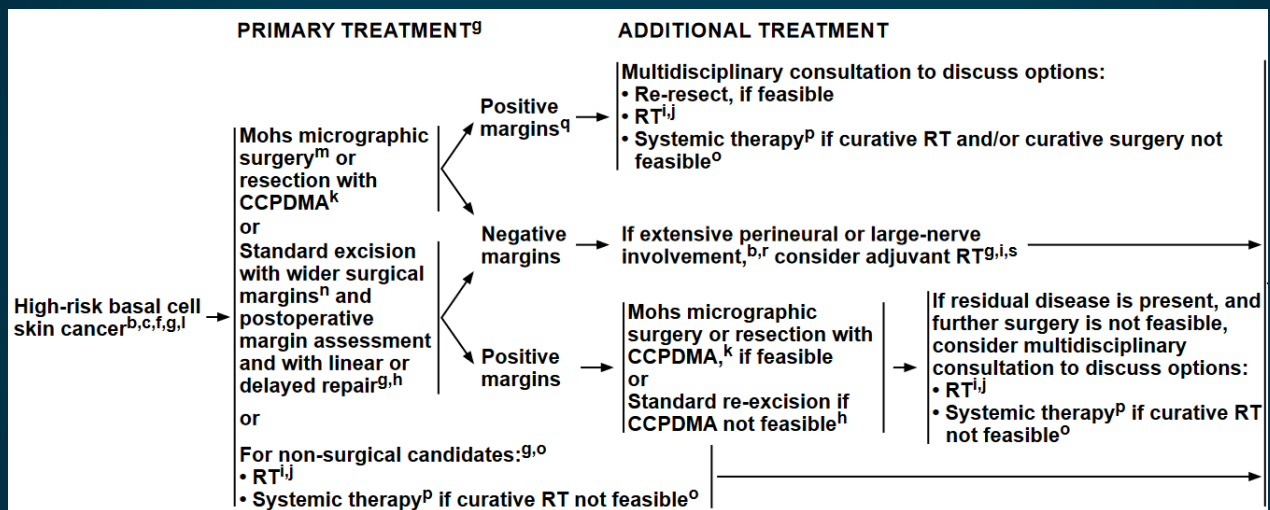 PRIMARY TREATMENTg
ADDITIONAL TREATMENT
High-risk basal cell
skin cancerb,c,f,g,l
Mohs micrographic
surgerym or
resection with
CCPDMAk
or
Standard excision
with wider surgical
marginsn and
postoperative
margin assessment
and with linear or
delayed repairg,h
or
For non-surgical candidates:g,o
• RTi,j
• Systemic therapyp if curative RT not feasibleo
Positive
marginsq
Multidisciplinary consultation to discuss options:
• Re-resect, if feasible
• RTi,j
• Systemic therapyp if curative RT and/or curative surgery not
feasibleo
Negative
margins
If extensive perineural or large-nerve
involvement,b,r consider adjuvant RTg,i,s
Positive
margins
Mohs micrographic
surgery or resection with
CCPDMA,k if feasible
or
Standard re-excision if
CCPDMA not feasibleh
If residual disease is present, and
further surgery is not feasible,
consider multidisciplinary
consultation to discuss options:
• RTi,j
• Systemic therapyp if curative RT
not feasibleo